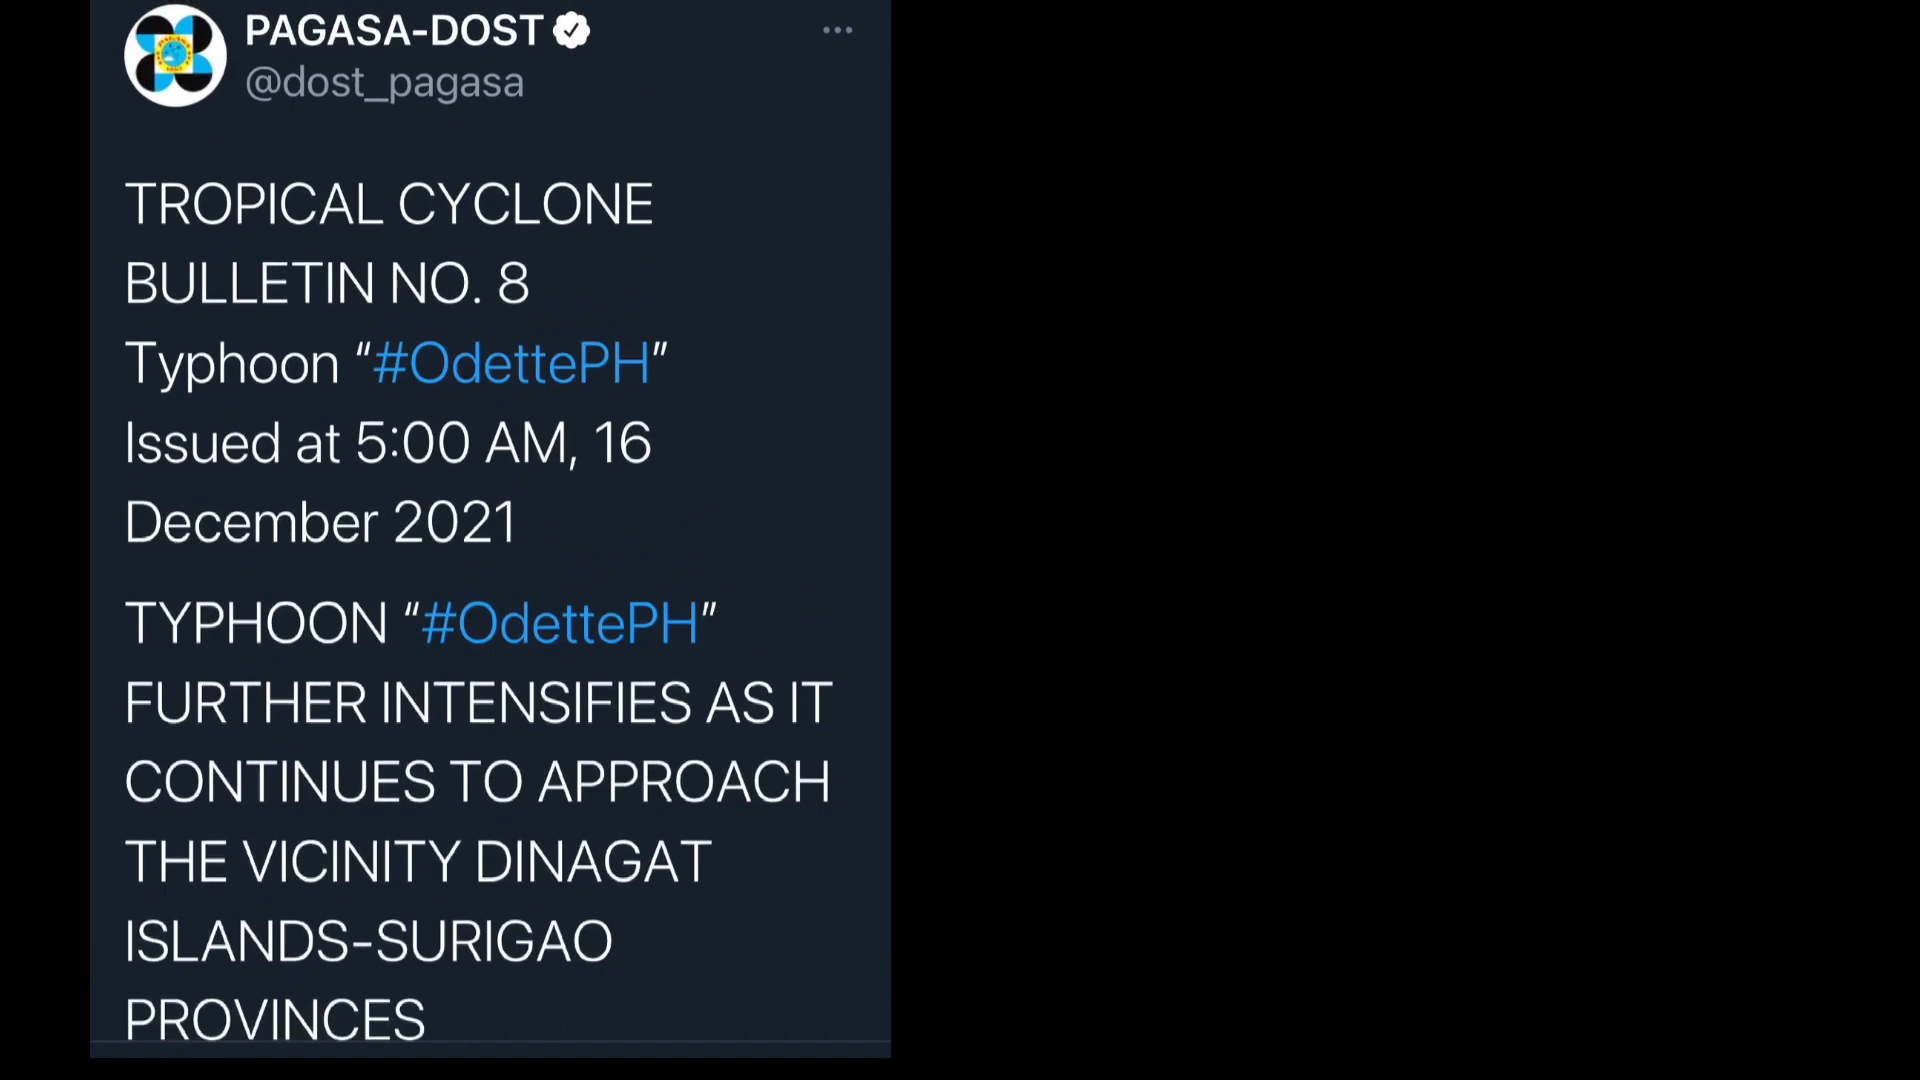 PAGASA-DOST
@dost_pagasa
TROPICAL CYCLONE
BULLETIN NO. 8
Typhoon “#OdettePH”
Issued at 5:00 AM, 16
December 2021
TYPHOON “#OdettePH”
FURTHER INTENSIFIES AS IT
CONTINUES TO APPROACH
THE VICINITY DINAGAT
ISLANDS-SURIGAO
PROVINCES